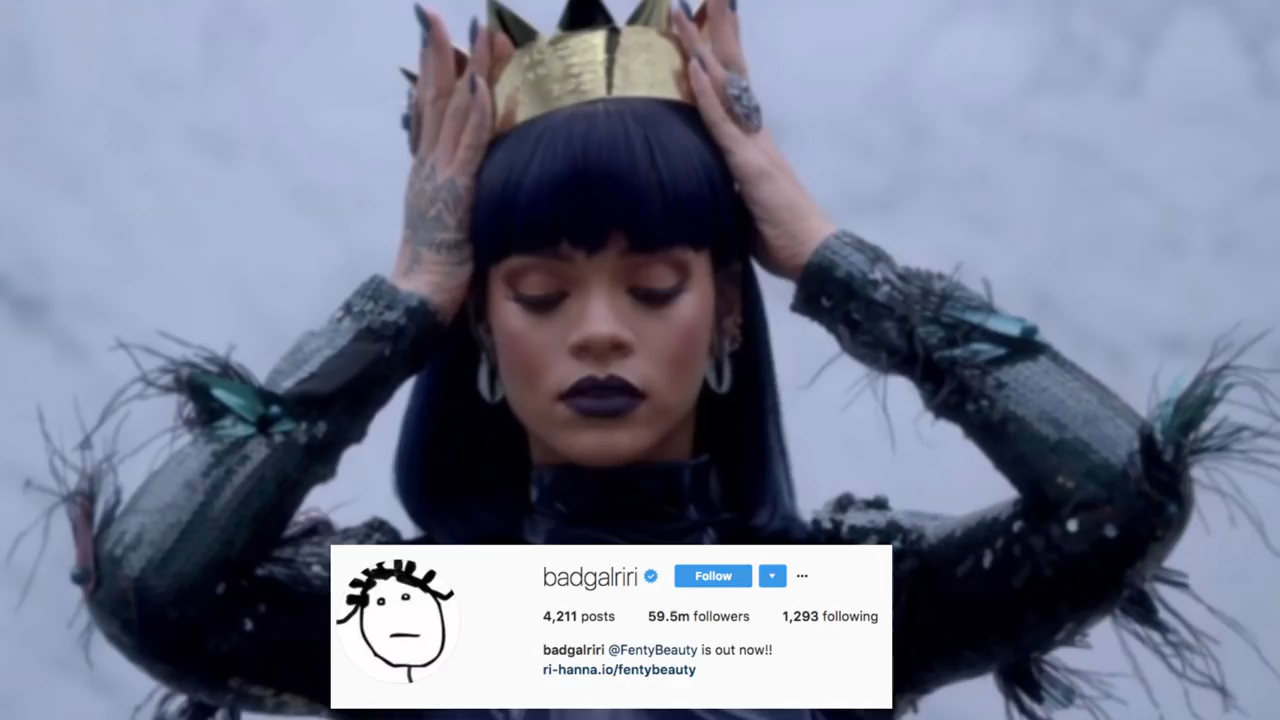 badgalriri Follow
4,211 posts 59.5m followers 1,293 following
badgalriri @FentyBeauty is out now!!
ri-hanna.io/fentybeauty